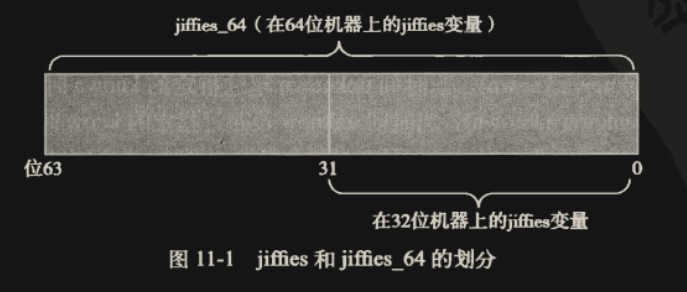 jiffies_64（在64位机器上的jiffies变量）
位63 31 0
在32位机器上的jiffies变量
图 11-1 jiffies 和 jiffies_64 的划分